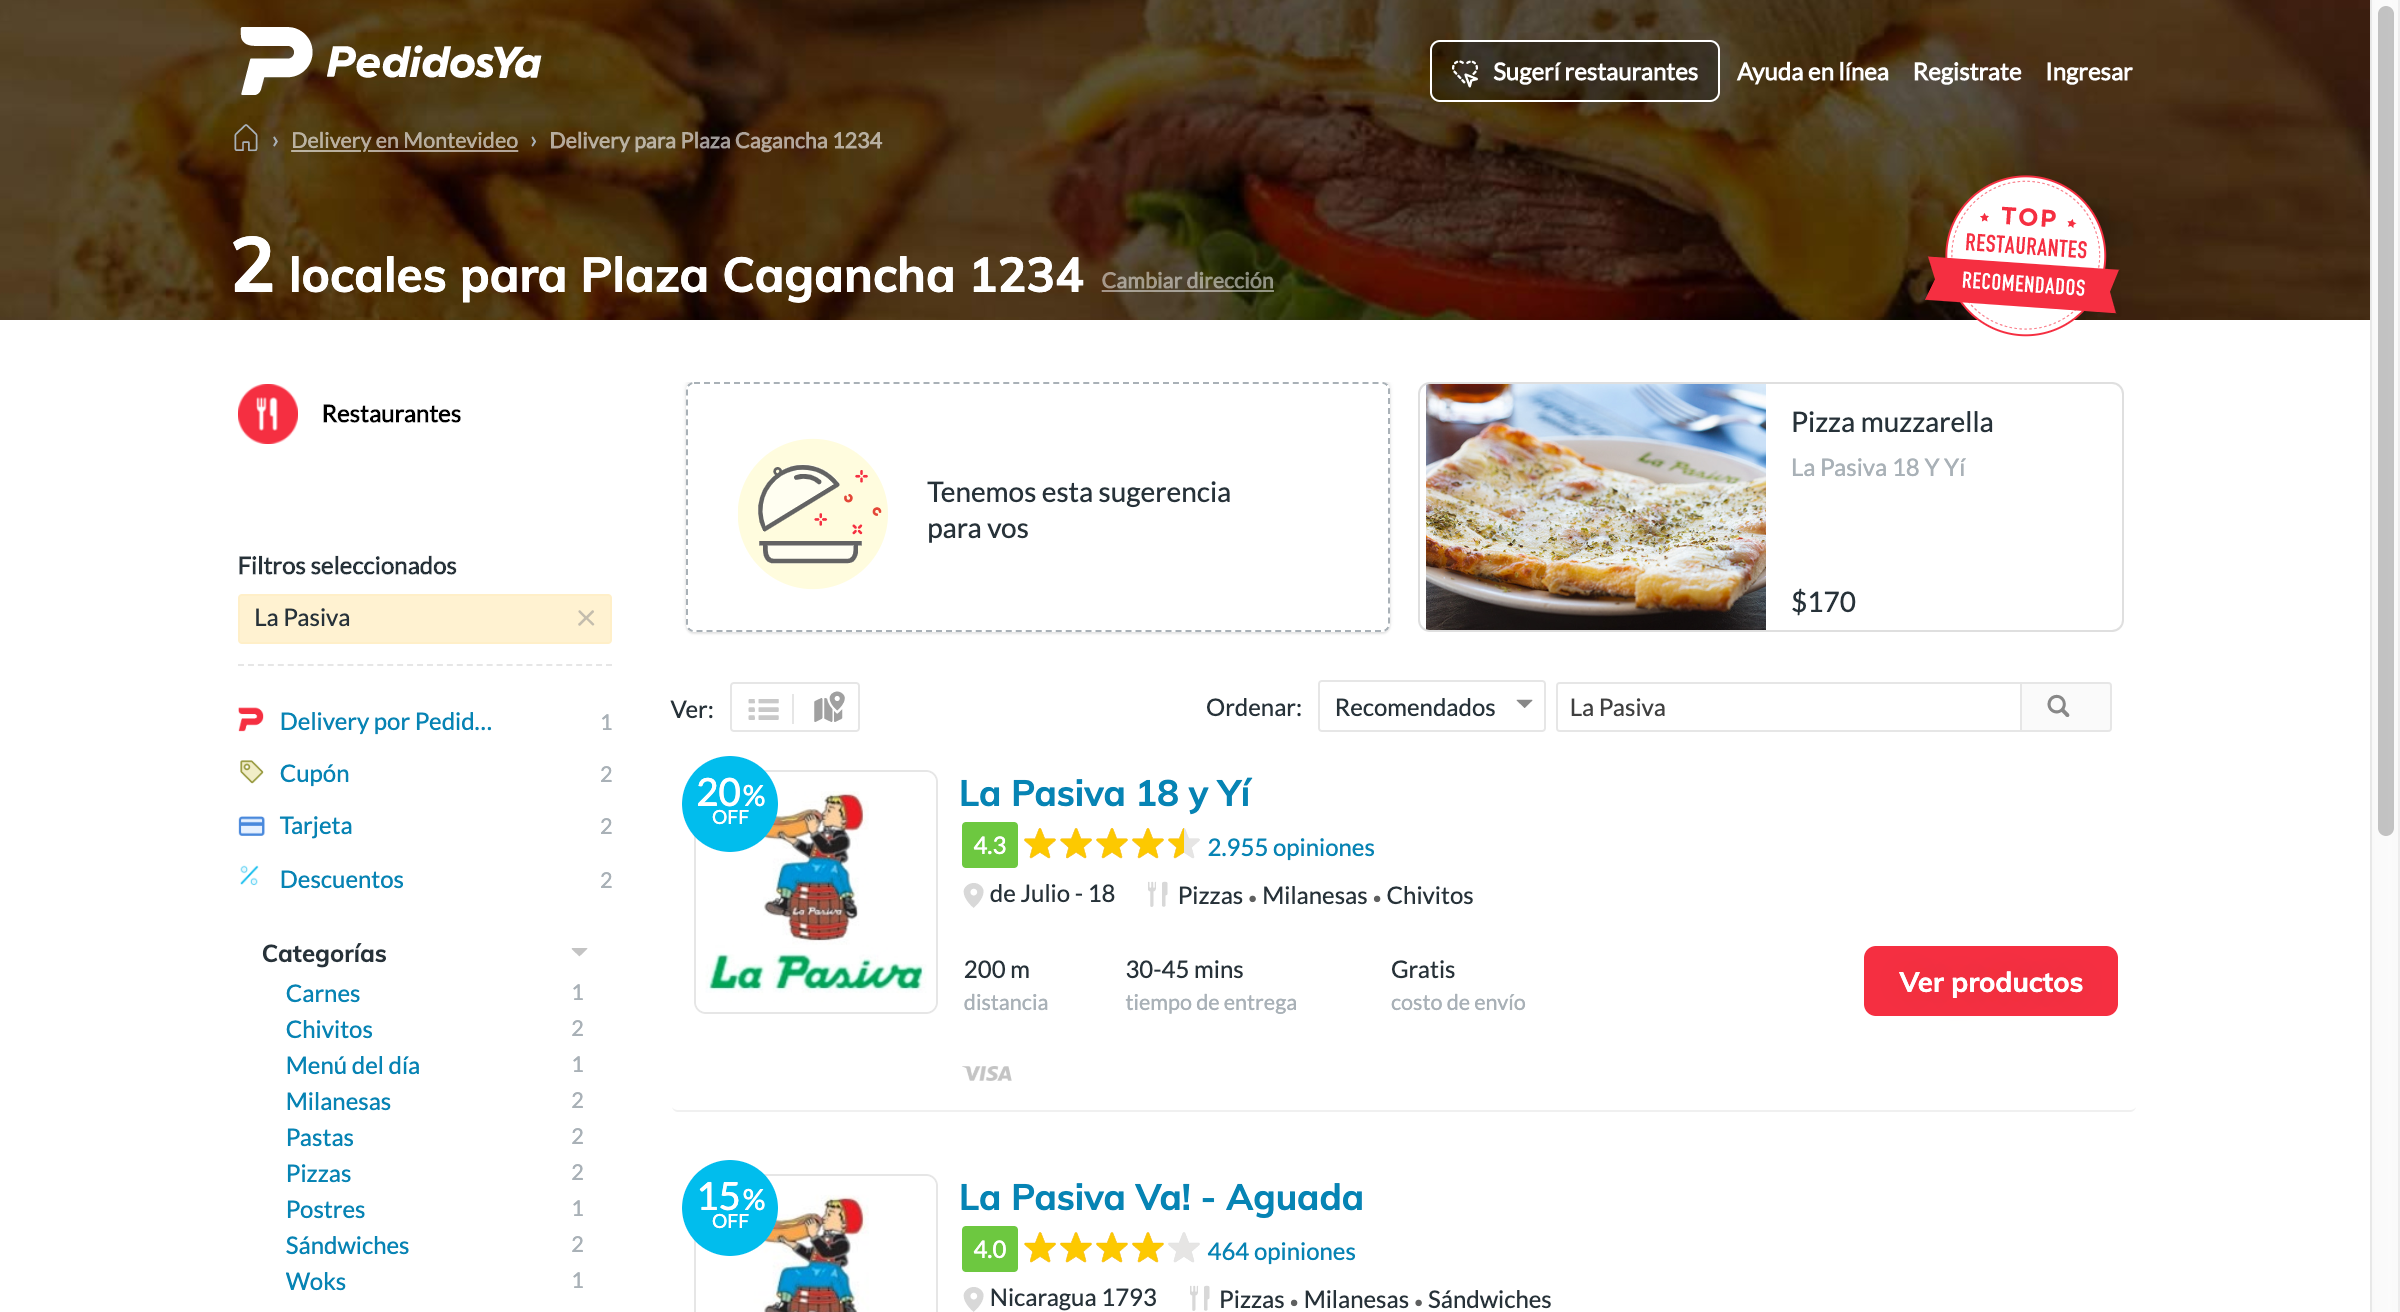 PedidosYa
Sugerí restaurantes
Ayuda en línea
Registrate
Ingresar
› Delivery en Montevideo › Delivery para Plaza Cagancha 1234
2 locales para Plaza Cagancha 1234 Cambiar dirección
TOP
RESTAURANTES
RECOMENDADOS
Restaurantes
Filtros seleccionados
La Pasiva
Delivery por Pedid... 1
Cupón 2
Tarjeta 2
Descuentos 2
Categorías
Carnes 1
Chivitos 2
Menú del día 1
Milanesas 2
Pastas 2
Pizzas 2
Postres 1
Sándwiches 2
Woks 1
Tenemos esta sugerencia
para vos
La Pasiva
Pizza muzzarella
La Pasiva 18 Y Yí
$170
Ver:
Ordenar: Recomendados
La Pasiva
20%
OFF
La Pasiva
La Pasiva
La Pasiva 18 y Yí
4.3 2.955 opiniones
de Julio - 18 Pizzas • Milanesas • Chivitos
200 m 30-45 mins Gratis
distancia tiempo de entrega costo de envío
Ver productos
VISA
15%
OFF
La Pasiva Va! - Aguada
4.0 464 opiniones
Nicaragua 1793 Pizzas • Milanesas • Sándwiches